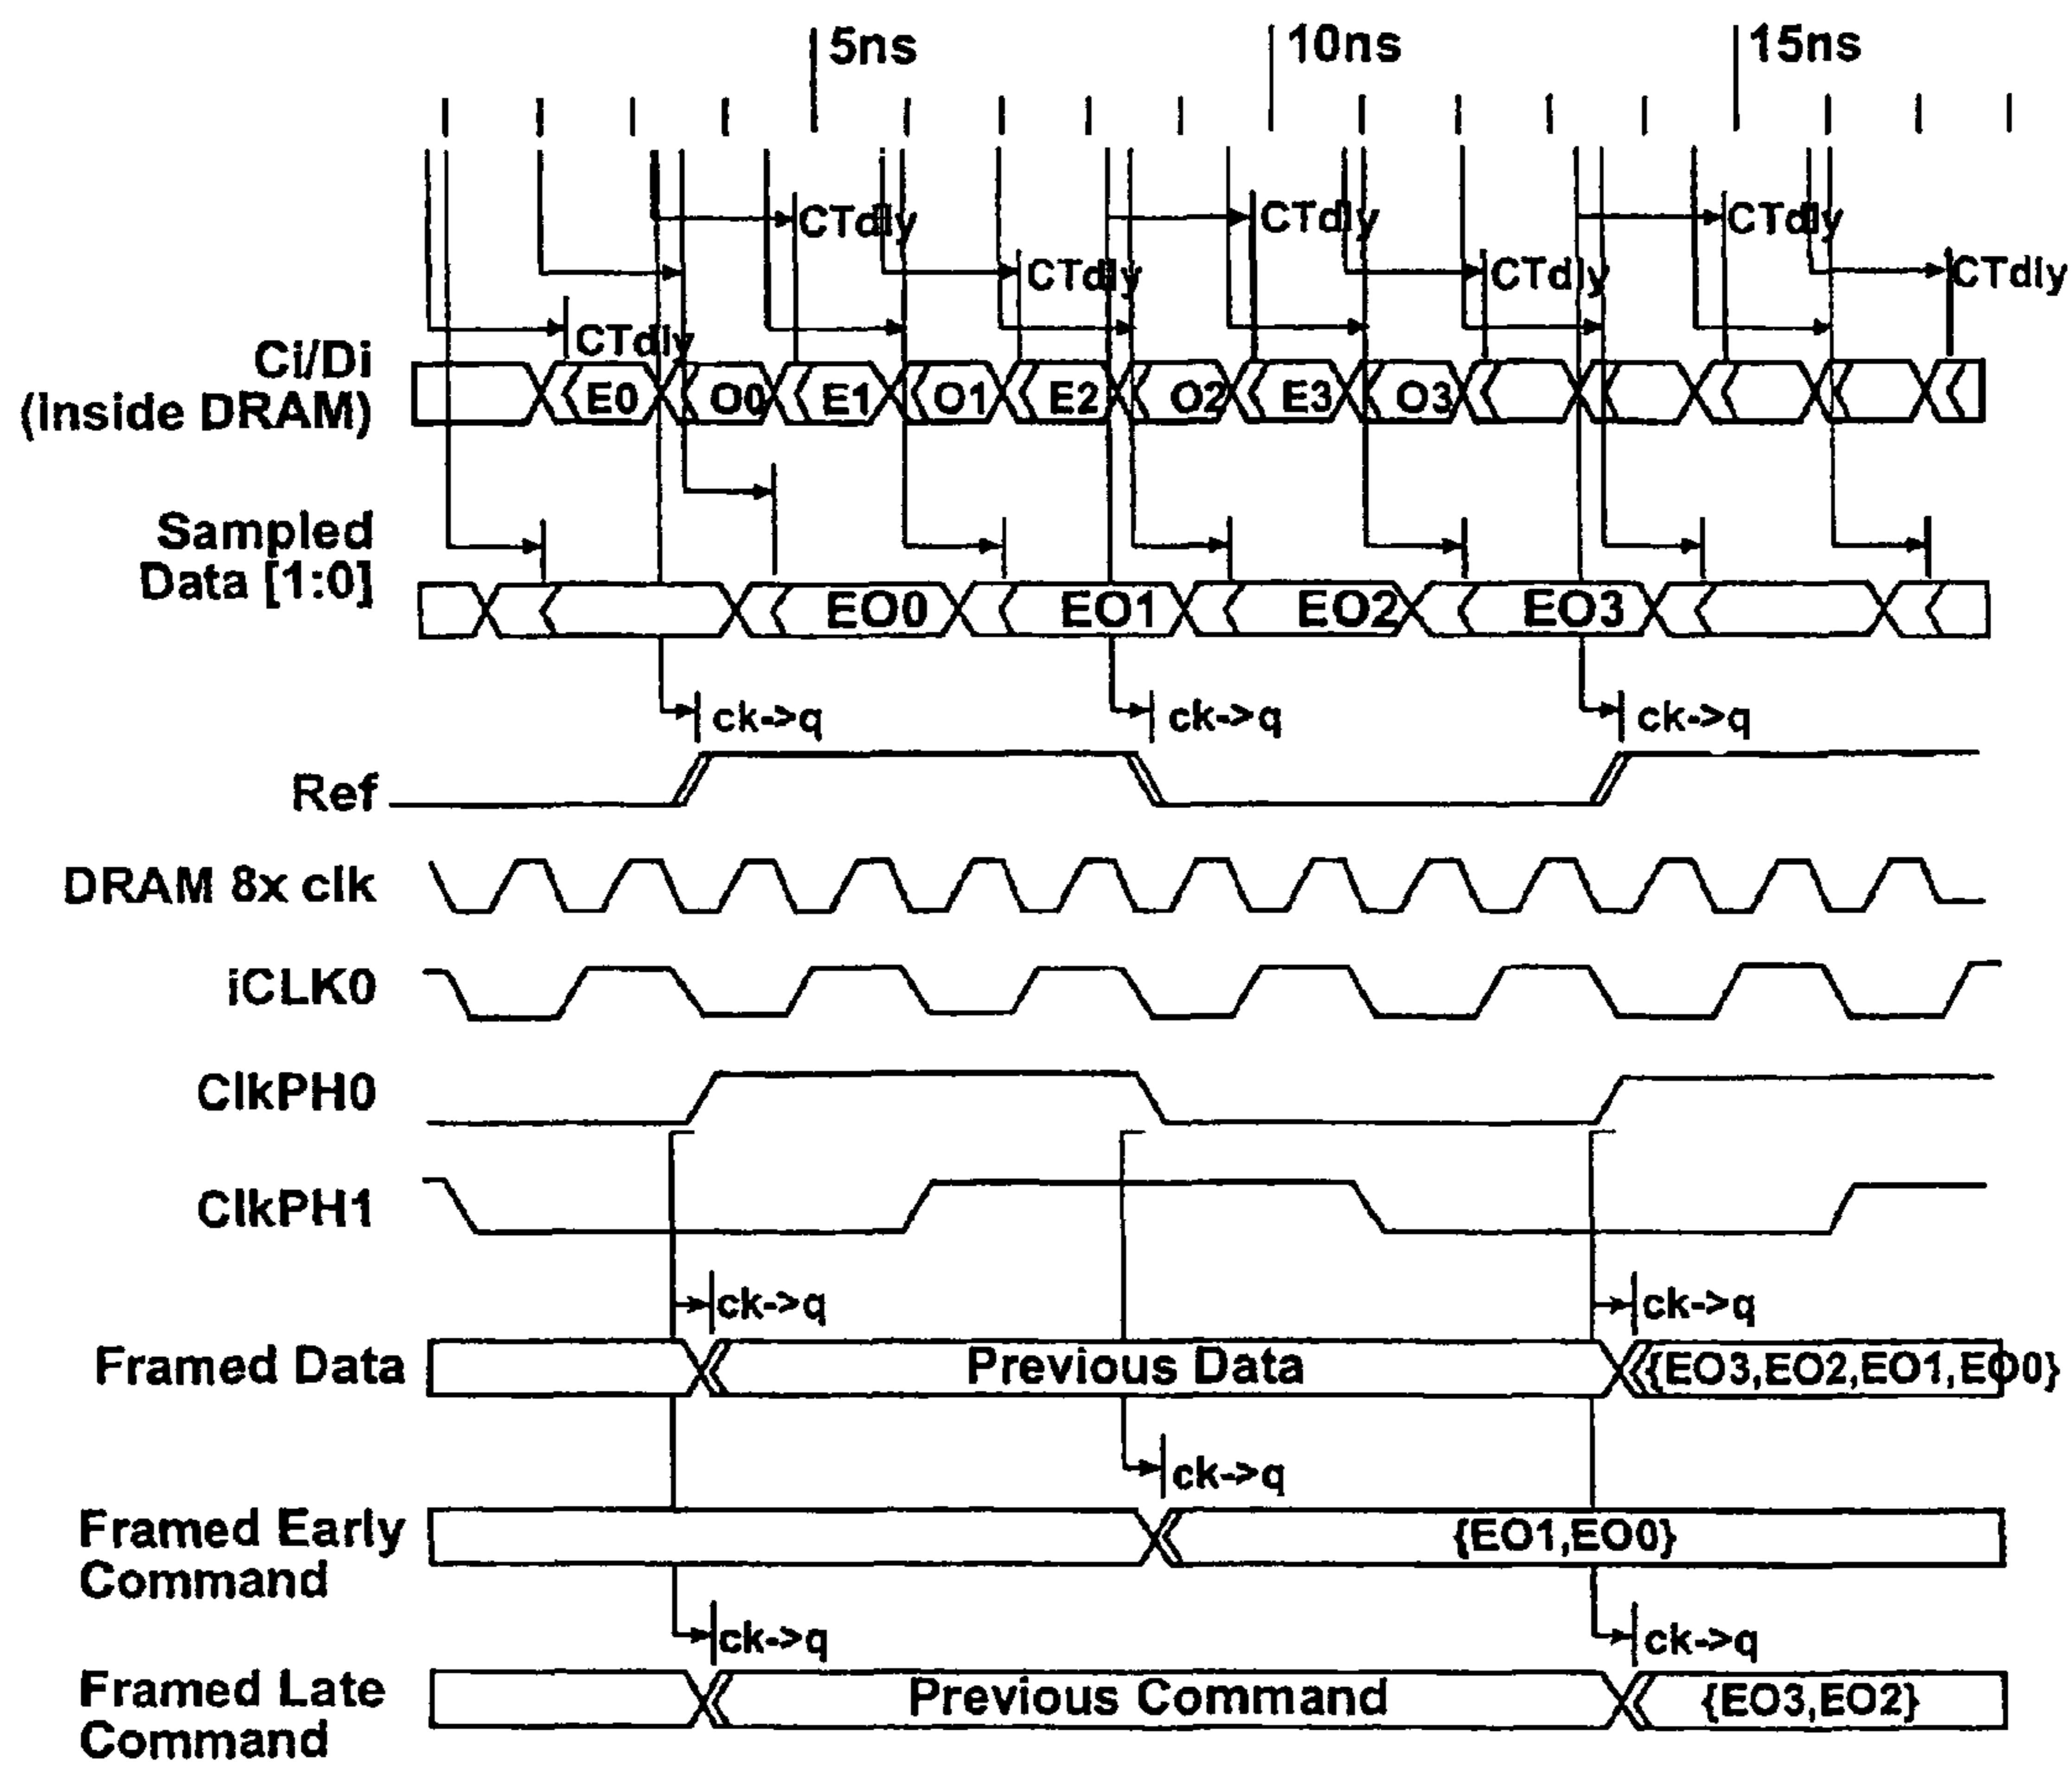 5ns 10ns 15ns
CTdly CTdly CTdly
CTdly CTdly CTdly
CTdly
Ci/Di
(inside DRAM)
E0 O0 E1 O1 E2 O2 E3 O3
Sampled
Data [1:0]
EO0 EO1 EO2 EO3
ck->q ck->q ck->q
Ref
DRAM 8x clk
iCLK0
ClkPH0
ClkPH1
ck->q ck->q
Framed Data
Previous Data {EO3,EO2,EO1,EO0}
ck->q
Framed Early
Command
{EO1,EO0}
ck->q ck->q
Framed Late
Command
Previous Command {EO3,EO2}